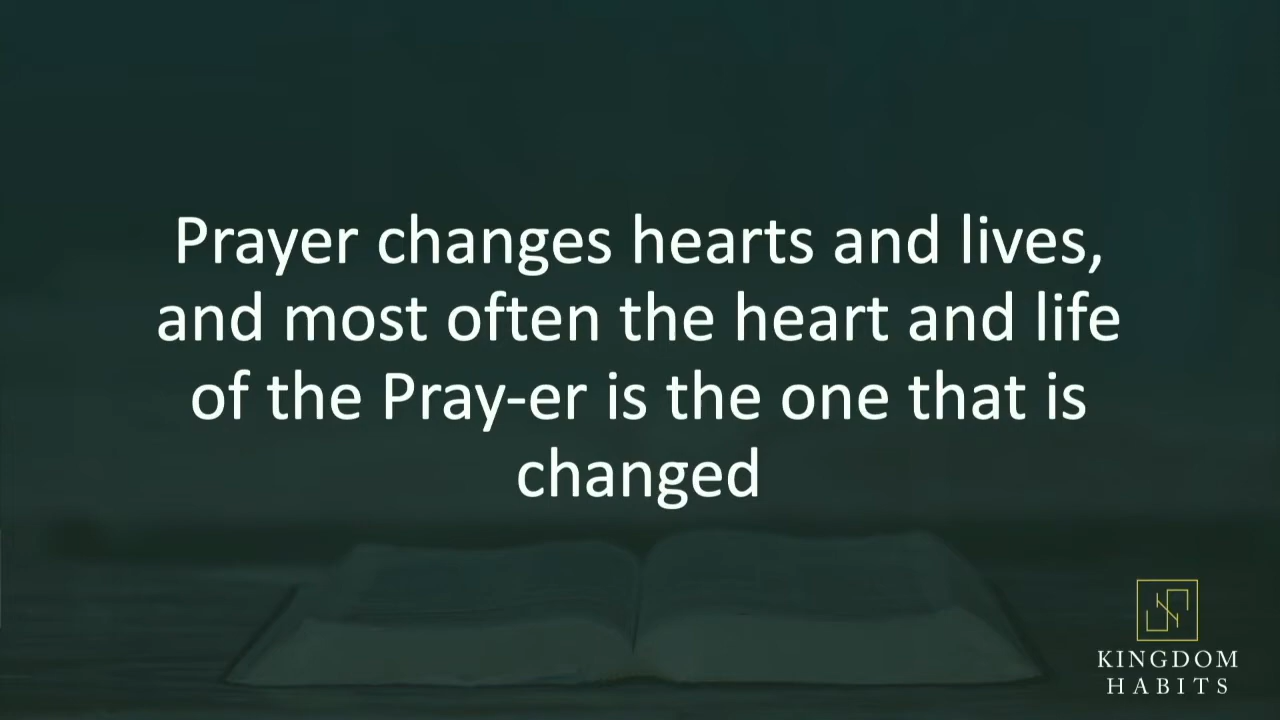 Prayer changes hearts and lives,
and most often the heart and life
of the Pray-er is the one that is
changed
KINGDOM
HABITS